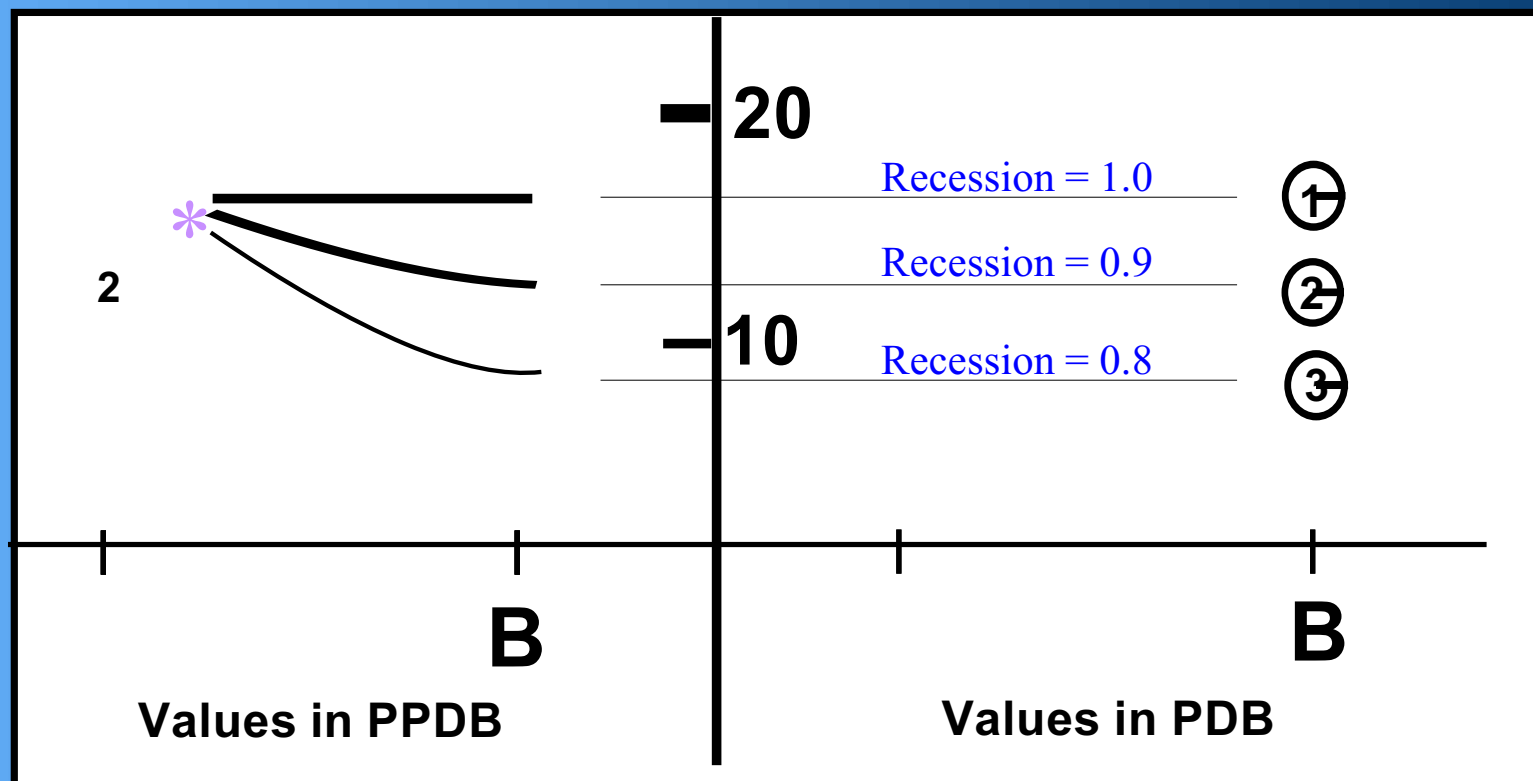 20
Recession = 1.0
1
Recession = 0.9
2
2
10
Recession = 0.8
3
B
B
Values in PPDB
Values in PDB